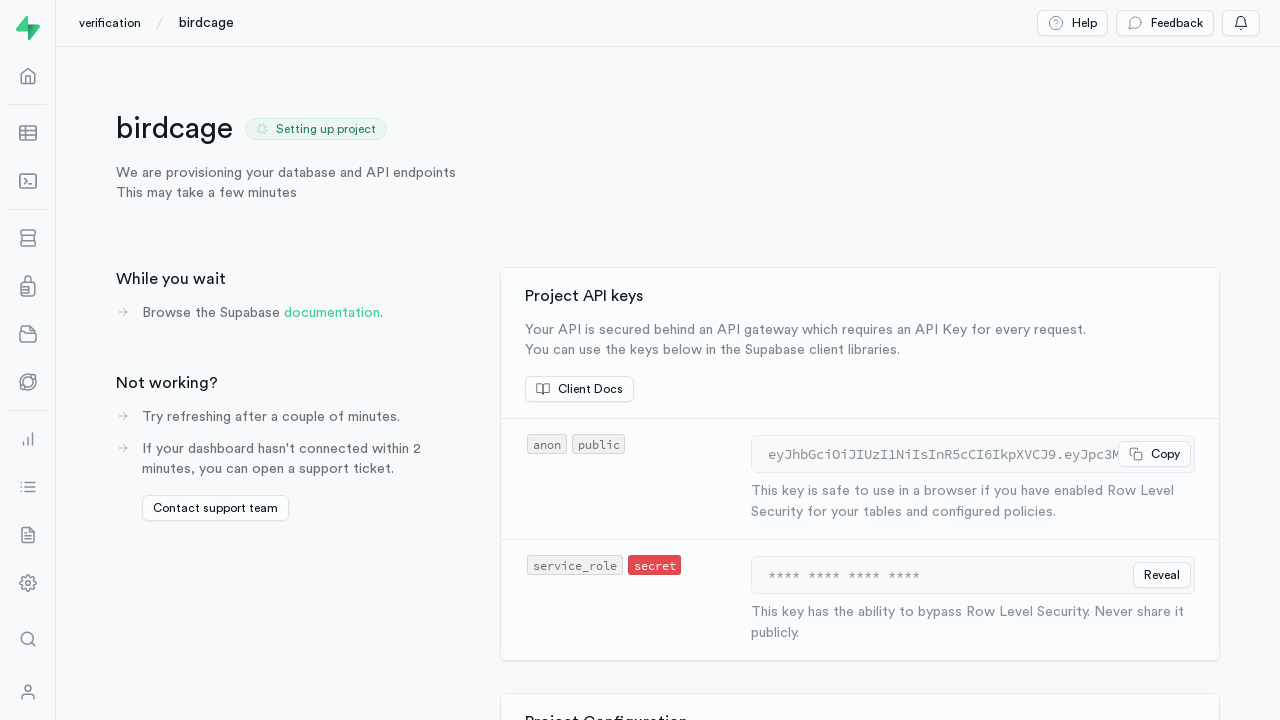 verification / birdcage
Help
Feedback
birdcage
Setting up project
We are provisioning your database and API endpoints
This may take a few minutes
While you wait
Browse the Supabase documentation.
Not working?
Try refreshing after a couple of minutes.
If your dashboard hasn't connected within 2
minutes, you can open a support ticket.
Contact support team
Project API keys
Your API is secured behind an API gateway which requires an API Key for every request.
You can use the keys below in the Supabase client libraries.
Client Docs
anon public
eyJhbGciOiJIUzI1NiIsInR5cCI6IkpXVCJ9.eyJpc3M
Copy
This key is safe to use in a browser if you have enabled Row Level
Security for your tables and configured policies.
service_role secret
**** **** **** ****
Reveal
This key has the ability to bypass Row Level Security. Never share it
publicly.
Project Configuration